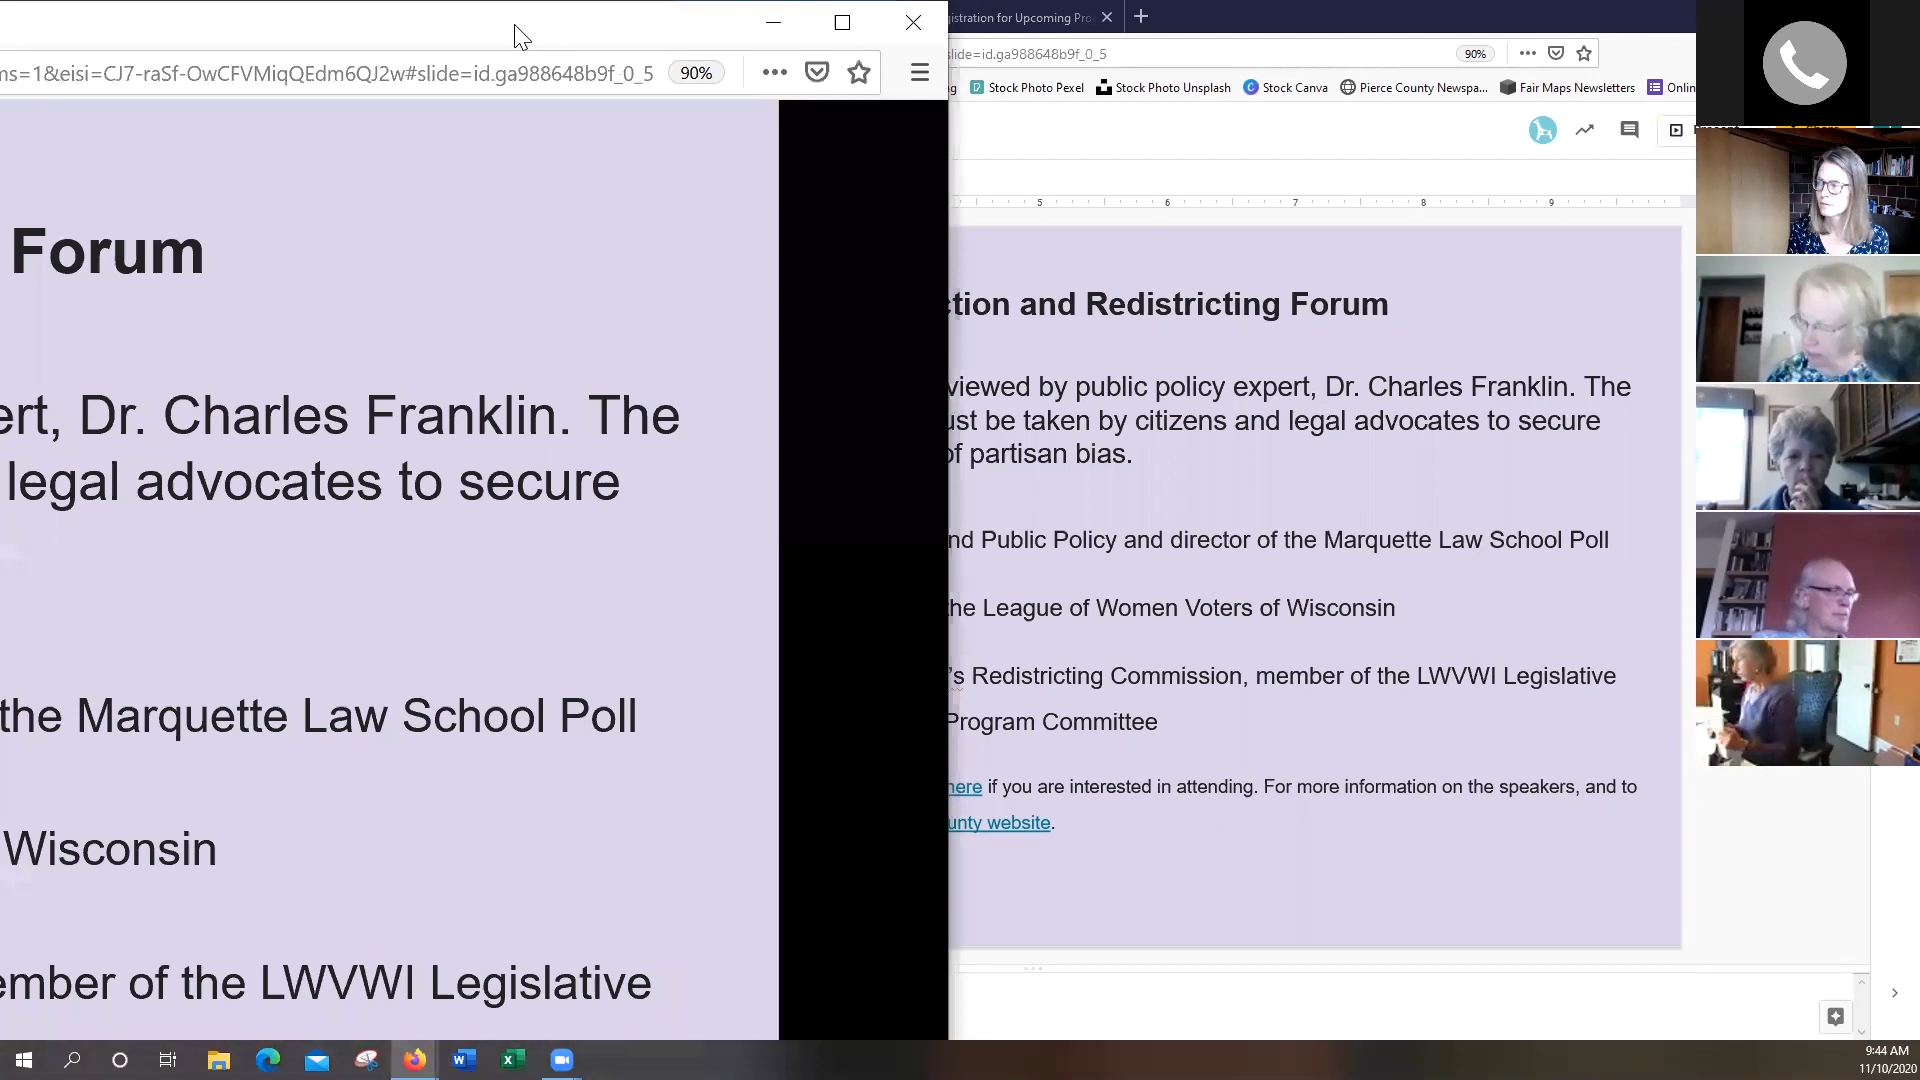 ms=1&eisi=CJ7-raSf-OwCFVMiqQEdm6QJ2w#slide=id.ga988648b9f_0_5
90%
Forum
ert, Dr. Charles Franklin. The
legal advocates to secure
the Marquette Law School Poll
Wisconsin
ember of the LWVWI Legislative
gistration for Upcoming Pro
slide=id.ga988648b9f_0_5
90%
Stock Photo Pexel
Stock Photo Unsplash
Stock Canva
Pierce County Newspa...
Fair Maps Newsletters
Onlin
5 6 7 8 9
ction and Redistricting Forum
viewed by public policy expert, Dr. Charles Franklin. The
ust be taken by citizens and legal advocates to secure
of partisan bias.
nd Public Policy and director of the Marquette Law School Poll
the League of Women Voters of Wisconsin
's Redistricting Commission, member of the LWVWI Legislative
Program Committee
here if you are interested in attending. For more information on the speakers, and to
unty website.
9:44 AM
11/10/2020